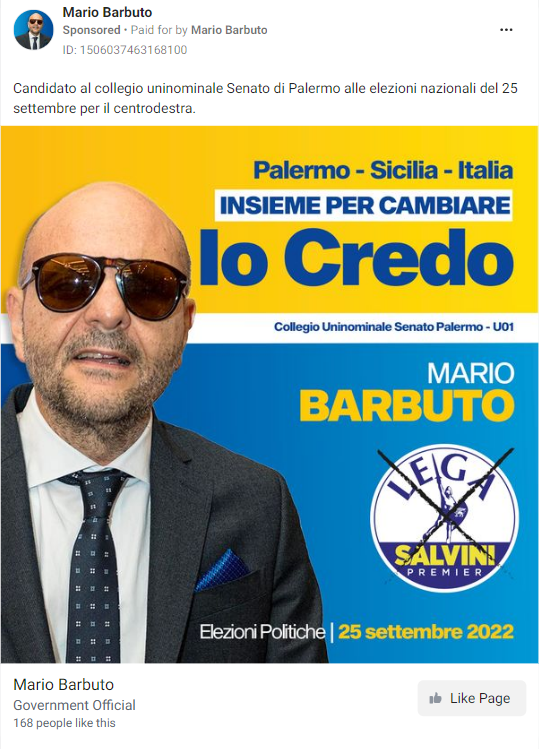 Mario Barbuto
Sponsored • Paid for by Mario Barbuto
ID: 1506037463168100
Candidato al collegio uninominale Senato di Palermo alle elezioni nazionali del 25
settembre per il centrodestra.
Palermo - Sicilia - Italia
INSIEME PER CAMBIARE
Io Credo
Collegio Uninominale Senato Palermo - U01
MARIO
BARBUTO
LEGA
SALVINI
PREMIER
Elezioni Politiche | 25 settembre 2022
Mario Barbuto
Government Official
168 people like this
Like Page